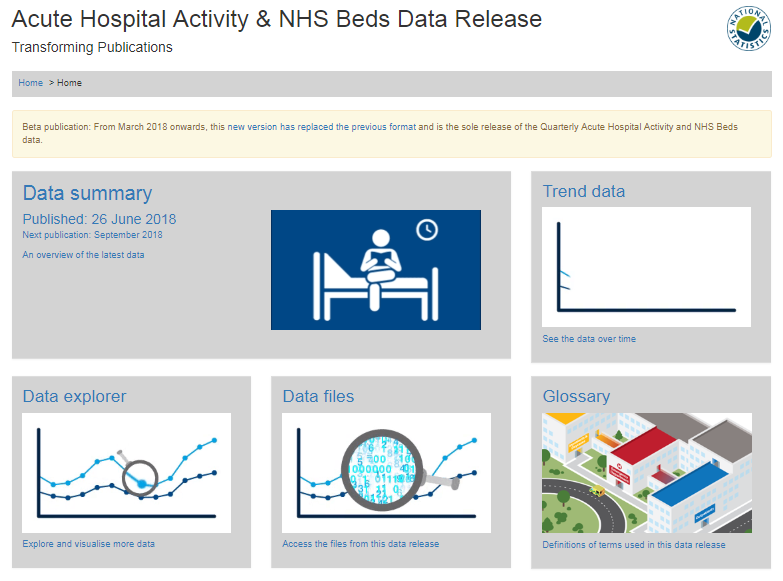 Acute Hospital Activity & NHS Beds Data Release
Transforming Publications
NATIONAL STATISTICS
Home > Home
Beta publication: From March 2018 onwards, this new version has replaced the previous format and is the sole release of the Quarterly Acute Hospital Activity and NHS Beds
data.
Data summary
Published: 26 June 2018
Next publication: September 2018
An overview of the latest data
Trend data
See the data over time
Data explorer
Explore and visualise more data
Data files
Access the files from this data release
Glossary
Definitions of terms used in this data release